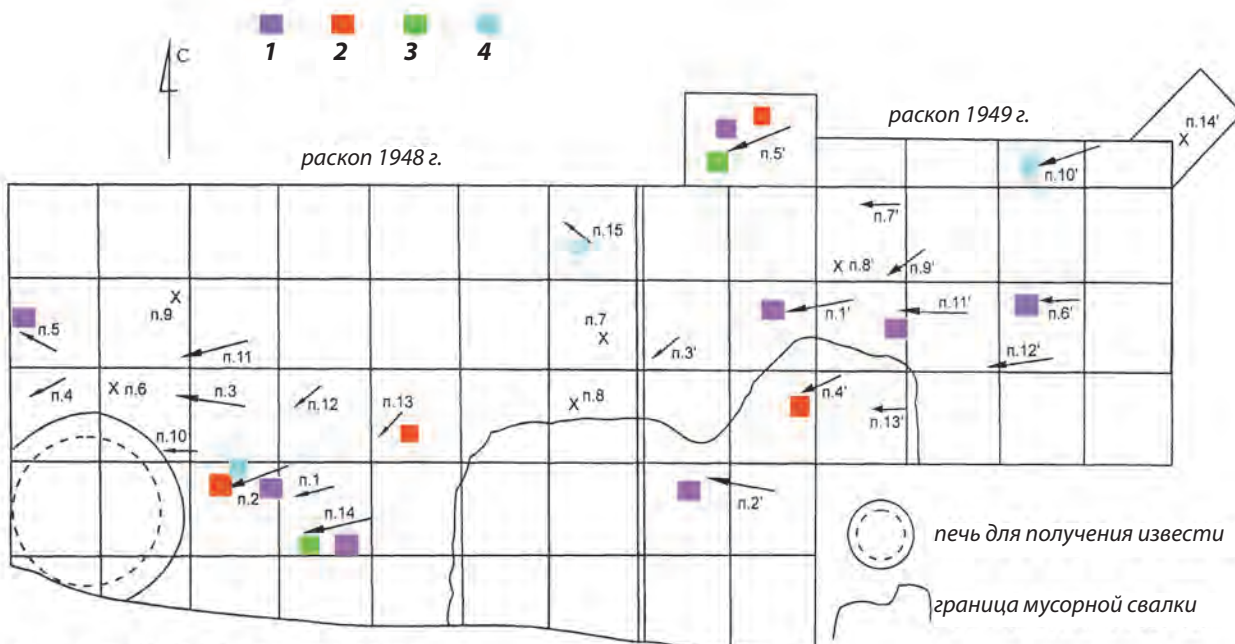 1 2 3 4
С
раскоп 1948 г.
раскоп 1949 г.
п.14'
п.5'
п.10'
п.7'
п.15
п.8'
п.9'
п.5
п.9
п.7
п.1'
п.11'
п.6'
п.11
п.3'
п.12'
п.4
п.6
п.3
п.12
п.13
п.8
п.4'
п.13'
п.10
п.2
п.1
п.2'
п.14
печь для получения извести
граница мусорной свалки